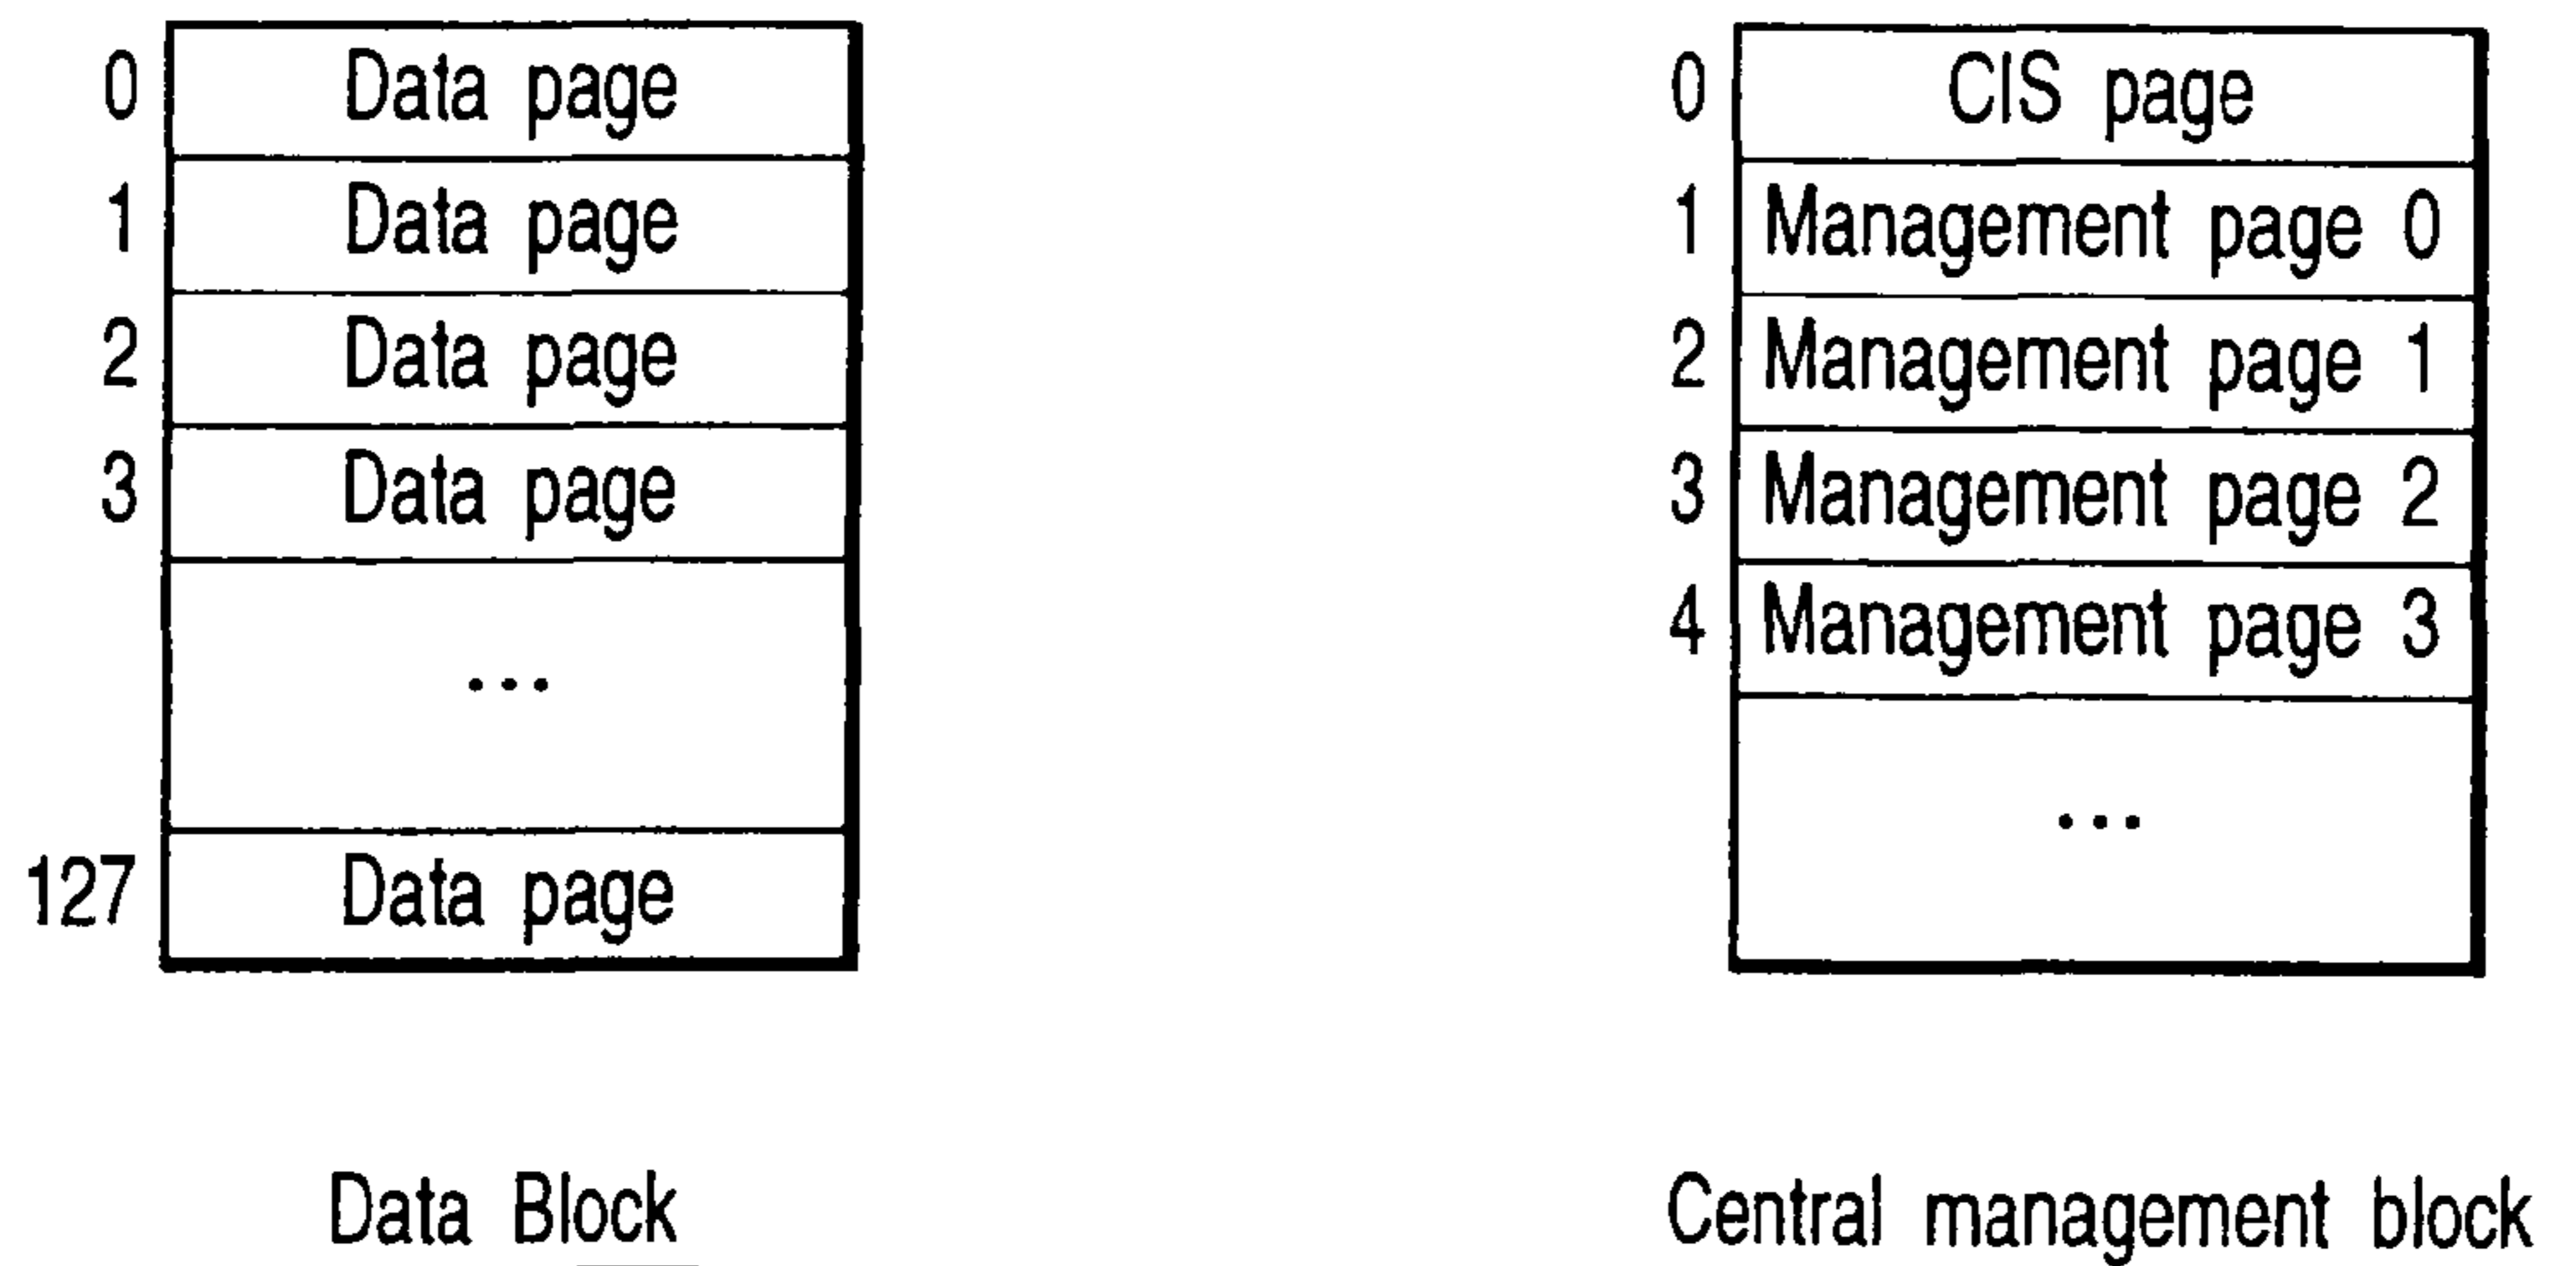 0 Data page
1 Data page
2 Data page
3 Data page
...
127 Data page
Data Block
0 CIS page
1 Management page 0
2 Management page 1
3 Management page 2
4 Management page 3
...
Central management block